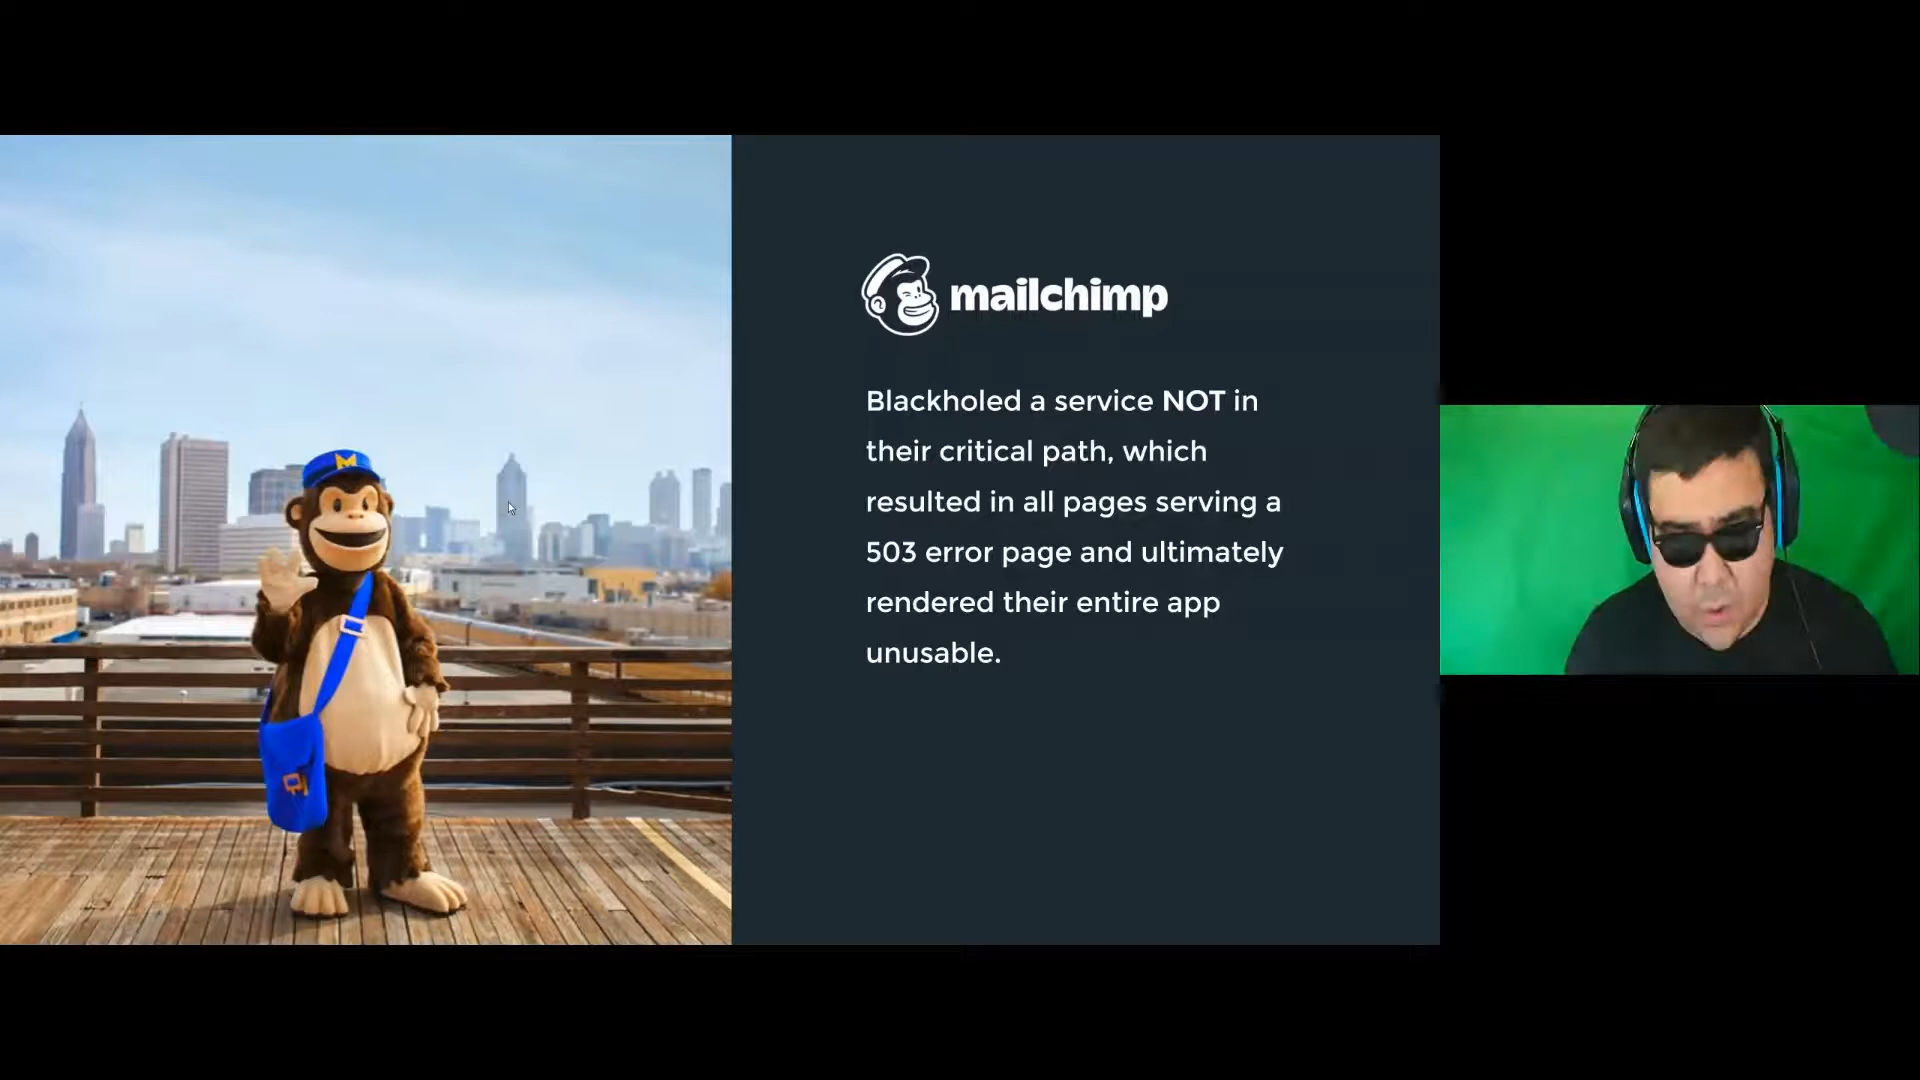 mailchimp
Blackholed a service NOT in
their critical path, which
resulted in all pages serving a
503 error page and ultimately
rendered their entire app
unusable.
M